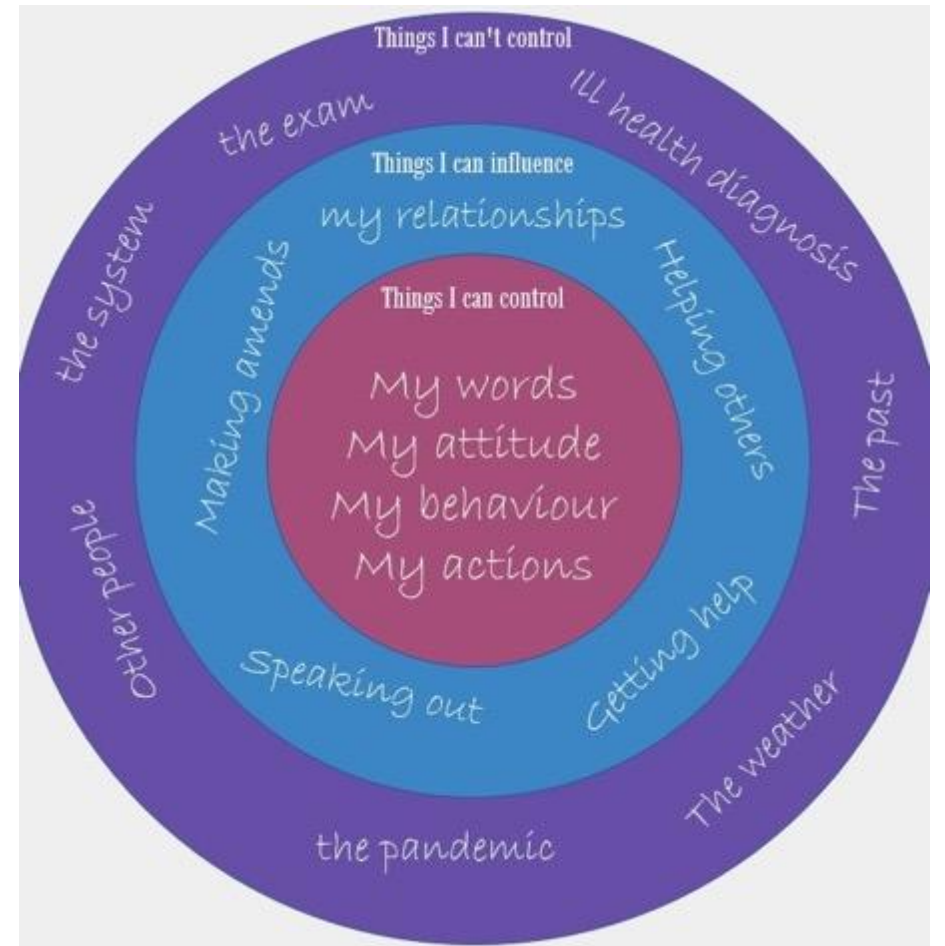 Things I can't control
the exam
Ill health diagnosis
the system
The past
Other people
The weather
the pandemic
Things I can influence
my relationships
Making amends
Helping others
Speaking out
Getting help
Things I can control
My words
My attitude
My behaviour
My actions